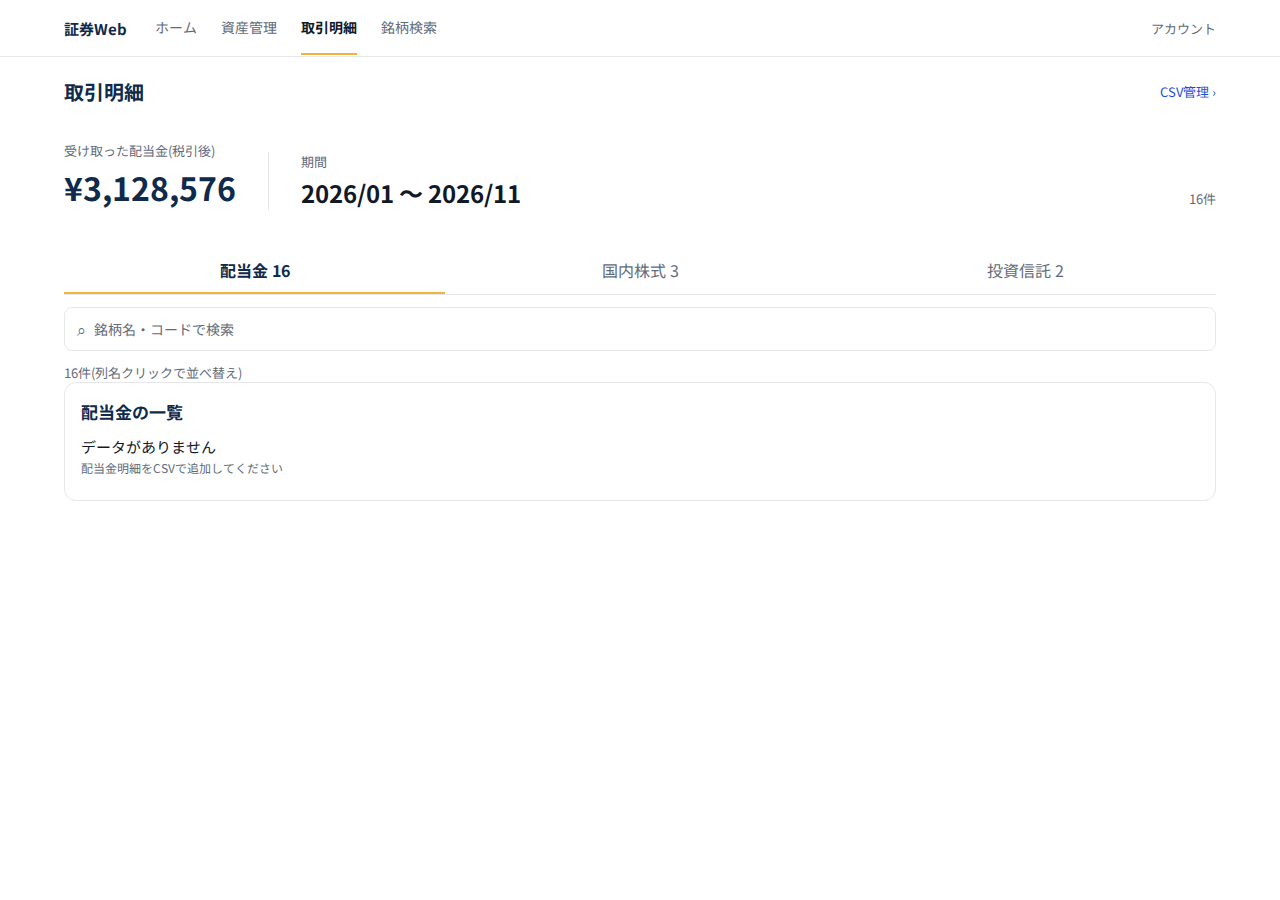 証券Web ホーム 資産管理 取引明細 銘柄検索 アカウント
取引明細 CSV管理 ›
受け取った配当金(税引後)
¥3,128,576
期間
2026/01 〜 2026/11
16件
配当金 16 国内株式 3 投資信託 2
銘柄名・コードで検索
16件(列名クリックで並べ替え)
配当金の一覧
データがありません
配当金明細をCSVで追加してください